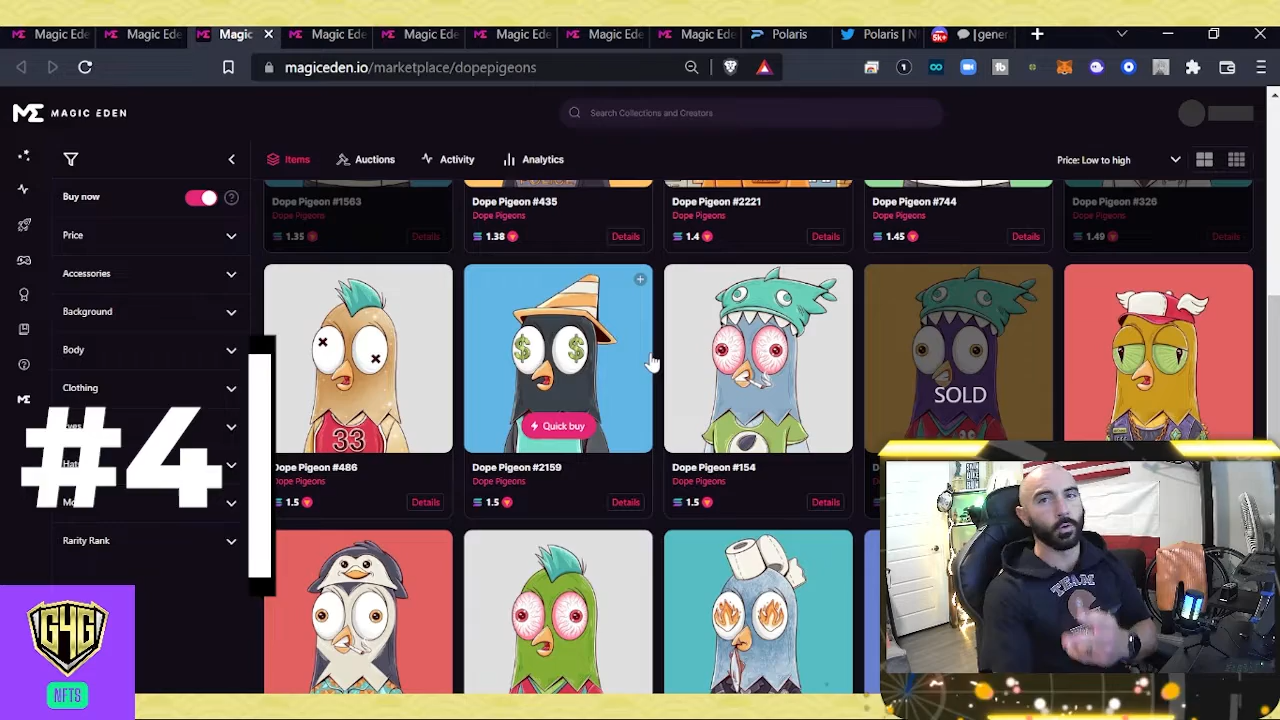 Magic Ede
Magic Ede
Magic
Magic Ede
Magic Ede
Magic Ede
Magic Ede
Magic Ede
Polaris
Polaris | N
5k+
(gener
magiceden.io/marketplace/dopepigeons
MAGIC EDEN
Search Collections and Creators
Items
Auctions
Activity
Analytics
Price: Low to high
Buy now
Price
Accessories
Background
Body
Clothing
Rarity Rank
Dope Pigeon #1563
Dope Pigeons
1.35
Details
Dope Pigeon #435
Dope Pigeons
1.38
Details
Dope Pigeon #2221
Dope Pigeons
1.4
Details
Dope Pigeon #744
Dope Pigeons
1.45
Details
Dope Pigeon #326
Dope Pigeons
1.49
Details
33
Quick buy
SOLD
Dope Pigeon #486
Dope Pigeons
1.5
Details
Dope Pigeon #2159
Dope Pigeons
1.5
Details
Dope Pigeon #154
Dope Pigeons
1.5
Details
#4
TEAM
G4G
NFTS